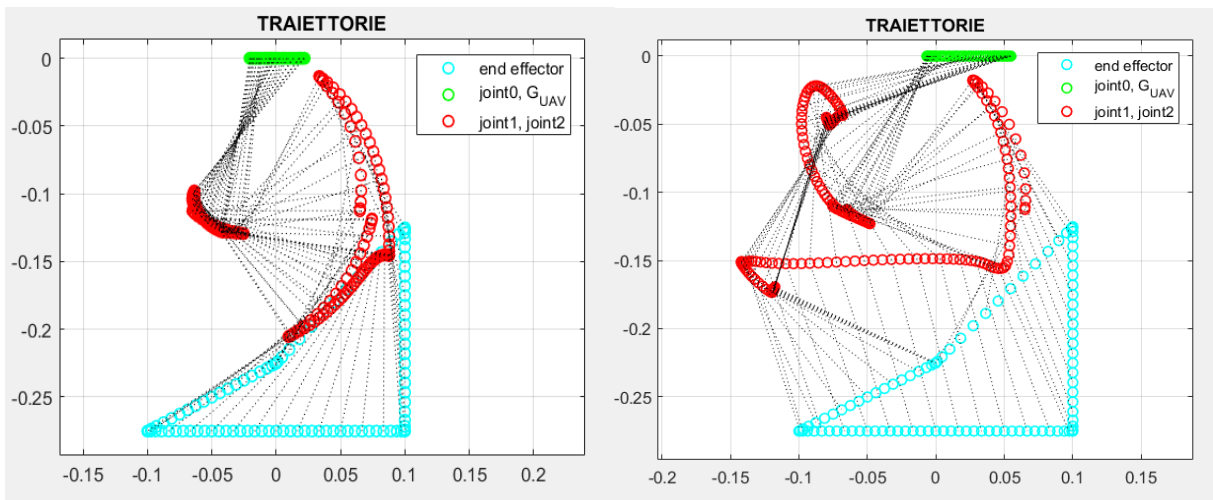 TRAIETTORIE
end effector
joint0, G_UAV
joint1, joint2
0
-0.05
-0.1
-0.15
-0.2
-0.25
-0.15 -0.1 -0.05 0 0.05 0.1 0.15 0.2
TRAIETTORIE
end effector
joint0, G_UAV
joint1, joint2
0
-0.05
-0.1
-0.15
-0.2
-0.25
-0.2 -0.15 -0.1 -0.05 0 0.05 0.1 0.15